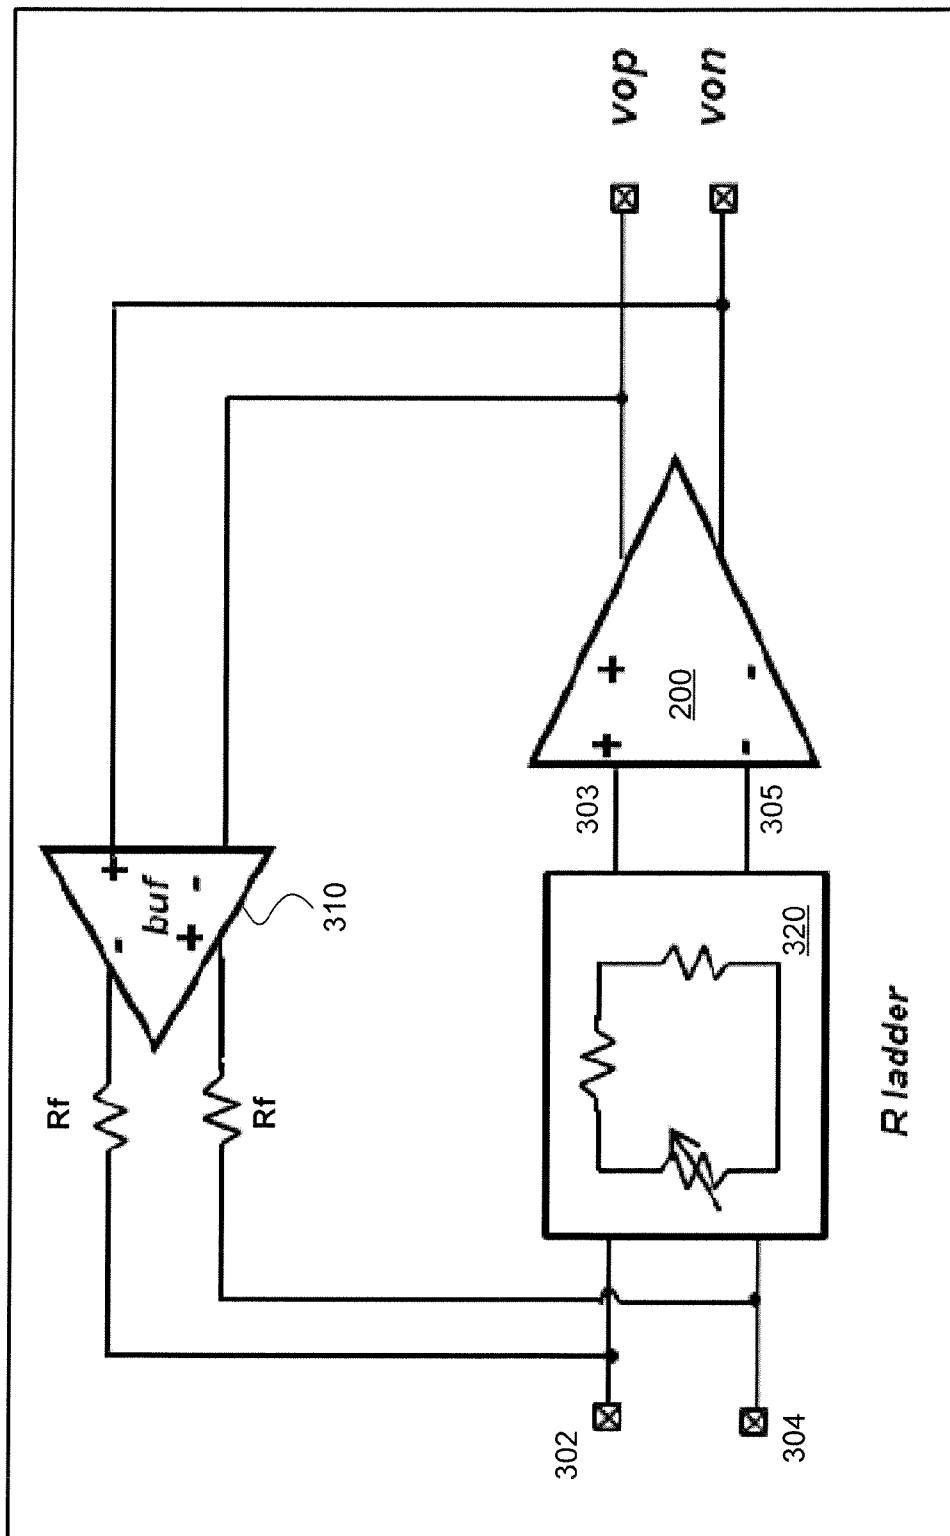 Rf
Rf
- +
buf
+ -
310
vop
von
302
304
303
305
+ +
200
- -
320
R ladder